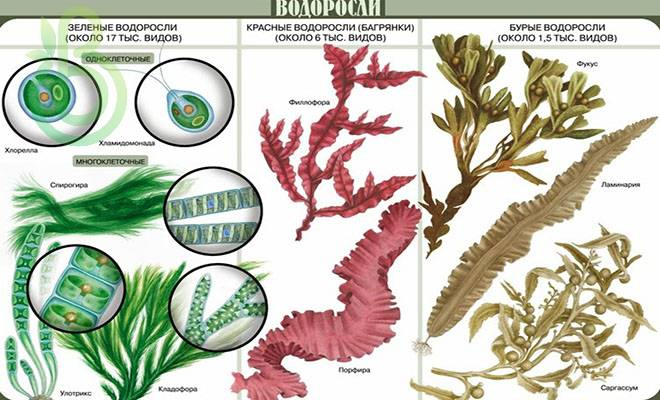 ВОДОРОСЛИ
ЗЕЛЕНЫЕ ВОДОРОСЛИ
(ОКОЛО 17 ТЫС. ВИДОВ)
ОДНОКЛЕТОЧНЫЕ
Хлорелла
Хламидомонада
МНОГОКЛЕТОЧНЫЕ
Спирогира
Улотрикс
Кладофора
КРАСНЫЕ ВОДОРОСЛИ (БАГРЯНКИ)
(ОКОЛО 6 ТЫС. ВИДОВ)
Филлофора
Порфира
БУРЫЕ ВОДОРОСЛИ
(ОКОЛО 1,5 ТЫС. ВИДОВ)
Фукус
Ламинария
Саргассум